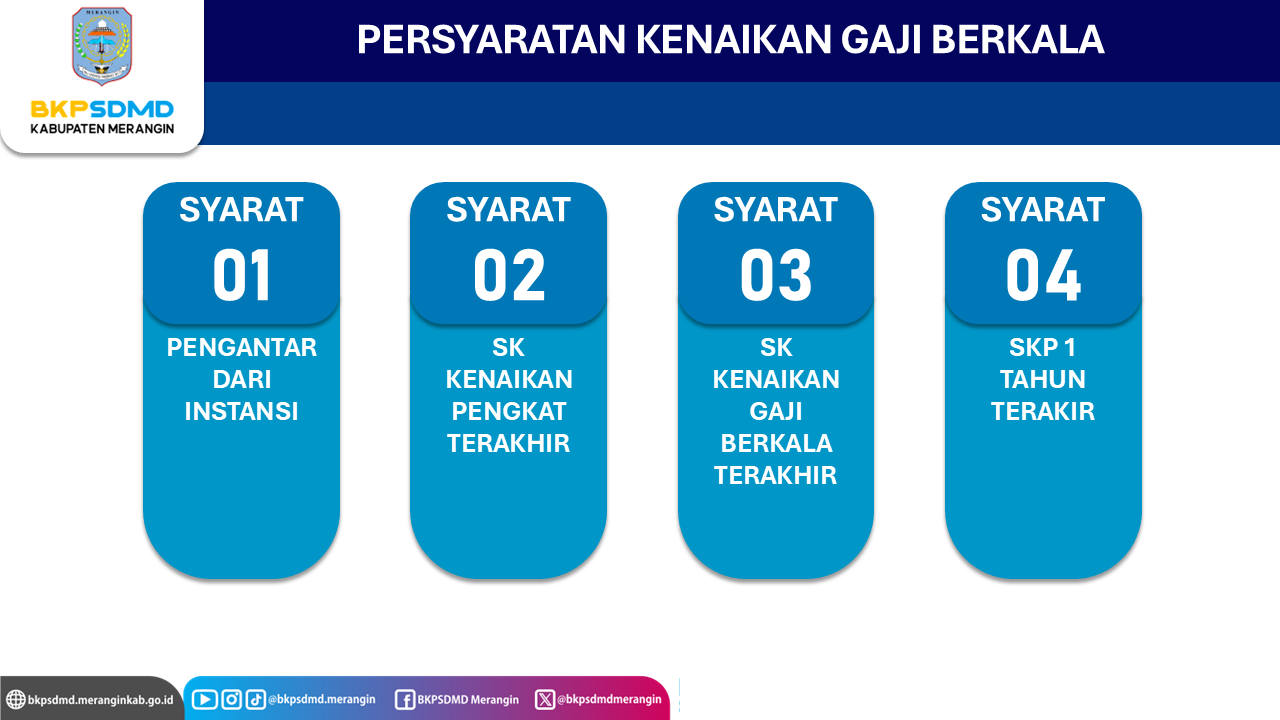 PERSYARATAN KENAIKAN GAJI BERKALA
MERANGIN
BKPSDMD
KABUPATEN MERANGIN
SYARAT
01
PENGANTAR
DARI
INSTANSI
SYARAT
02
SK
KENAIKAN
PENGKAT
TERAKHIR
SYARAT
03
SK
KENAIKAN
GAJI
BERKALA
TERAKHIR
SYARAT
04
SKP 1
TAHUN
TERAKIR
bkpsdmd.meranginkab.go.id
@bkpsdmd.merangin
BKPSDMD Merangin
@bkpsdmdmerangin